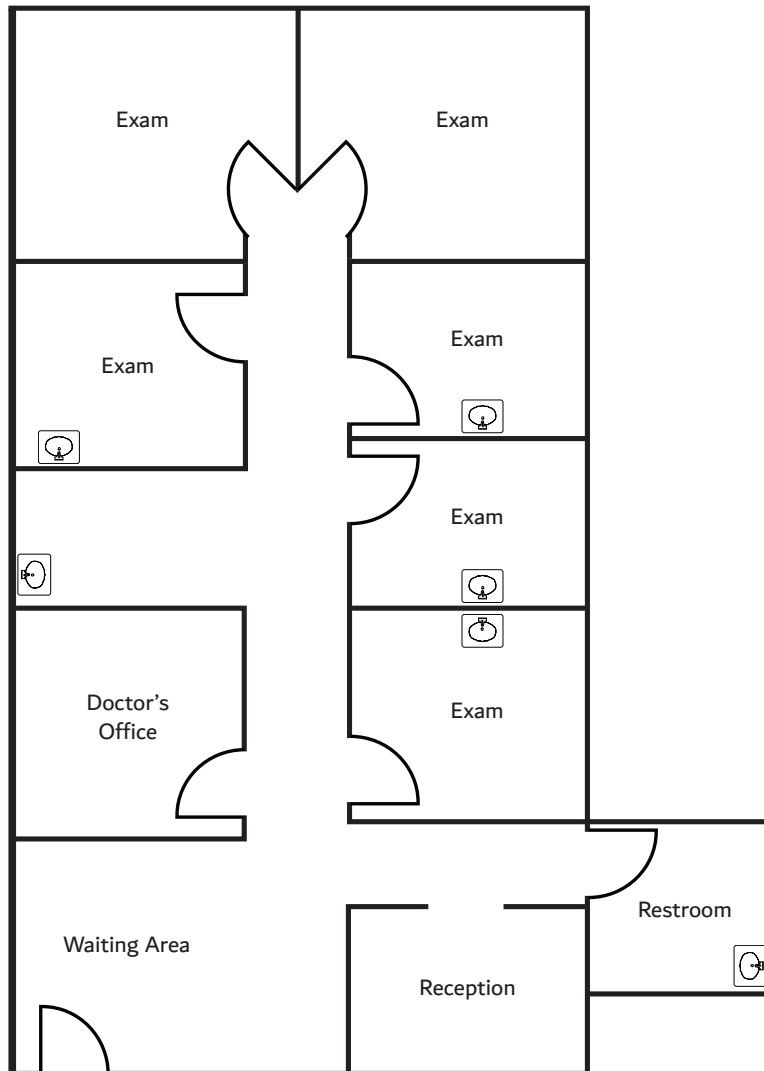 Exam
Exam
Exam
Exam
Exam
Doctor’s
Office
Exam
Restroom
Waiting Area
Reception